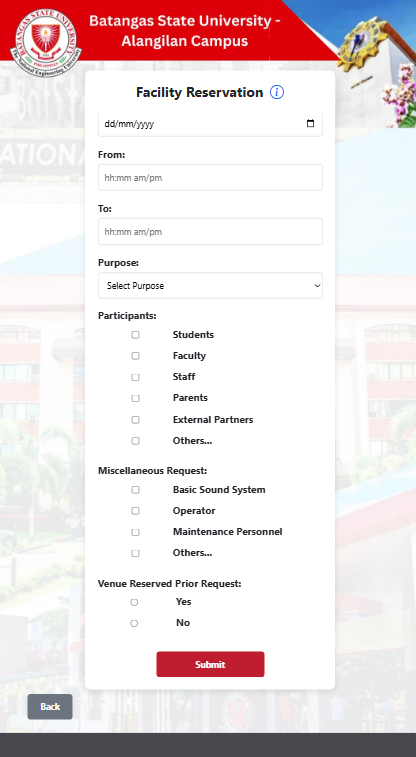 Batangas State University -
Alangilan Campus
BATANGAS STATE UNIVERSITY
The National Engineering University
PHILIPPINES
ATION
Facility Reservation
dd/mm/yyyy
From:
hh:mm am/pm
To:
hh:mm am/pm
Purpose:
Select Purpose
Participants:
Students
Faculty
Staff
Parents
External Partners
Others...
Miscellaneous Request:
Basic Sound System
Operator
Maintenance Personnel
Others...
Venue Reserved Prior Request:
Yes
No
Submit
Back